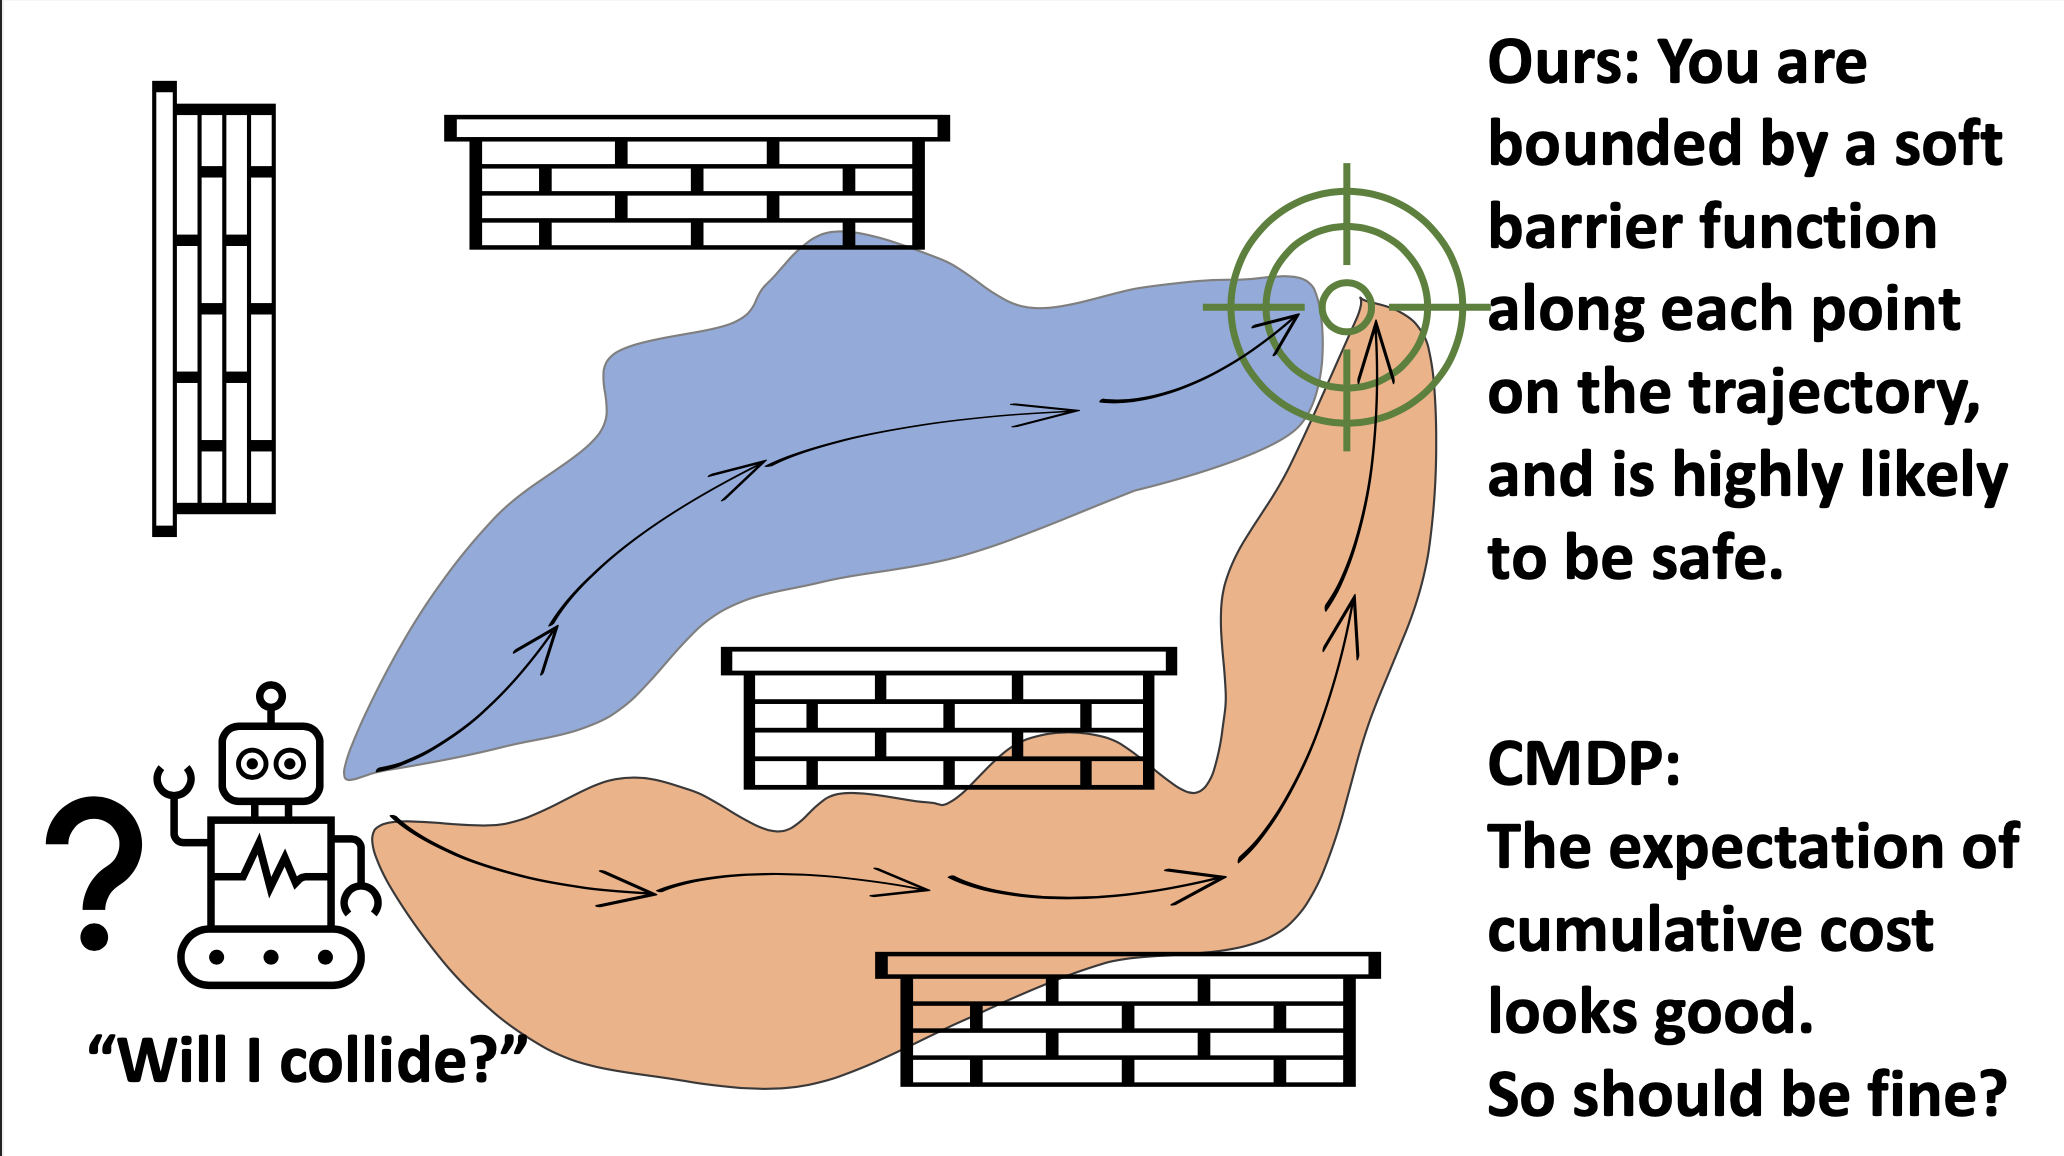 Ours: You are
bounded by a soft
barrier function
along each point
on the trajectory,
and is highly likely
to be safe.
CMDP:
The expectation of
cumulative cost
looks good.
So should be fine?
?
“Will I collide?”